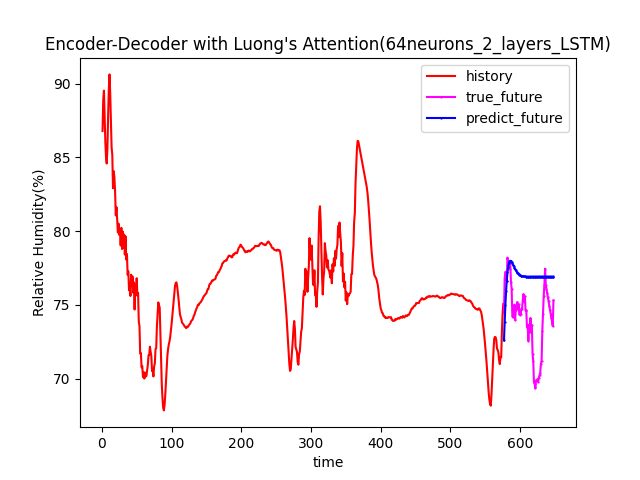 Encoder-Decoder with Luong's Attention(64neurons_2_layers_LSTM)
history
true_future
predict_future
90
85
80
75
70
Relative Humidity(%)
0 100 200 300 400 500 600
time